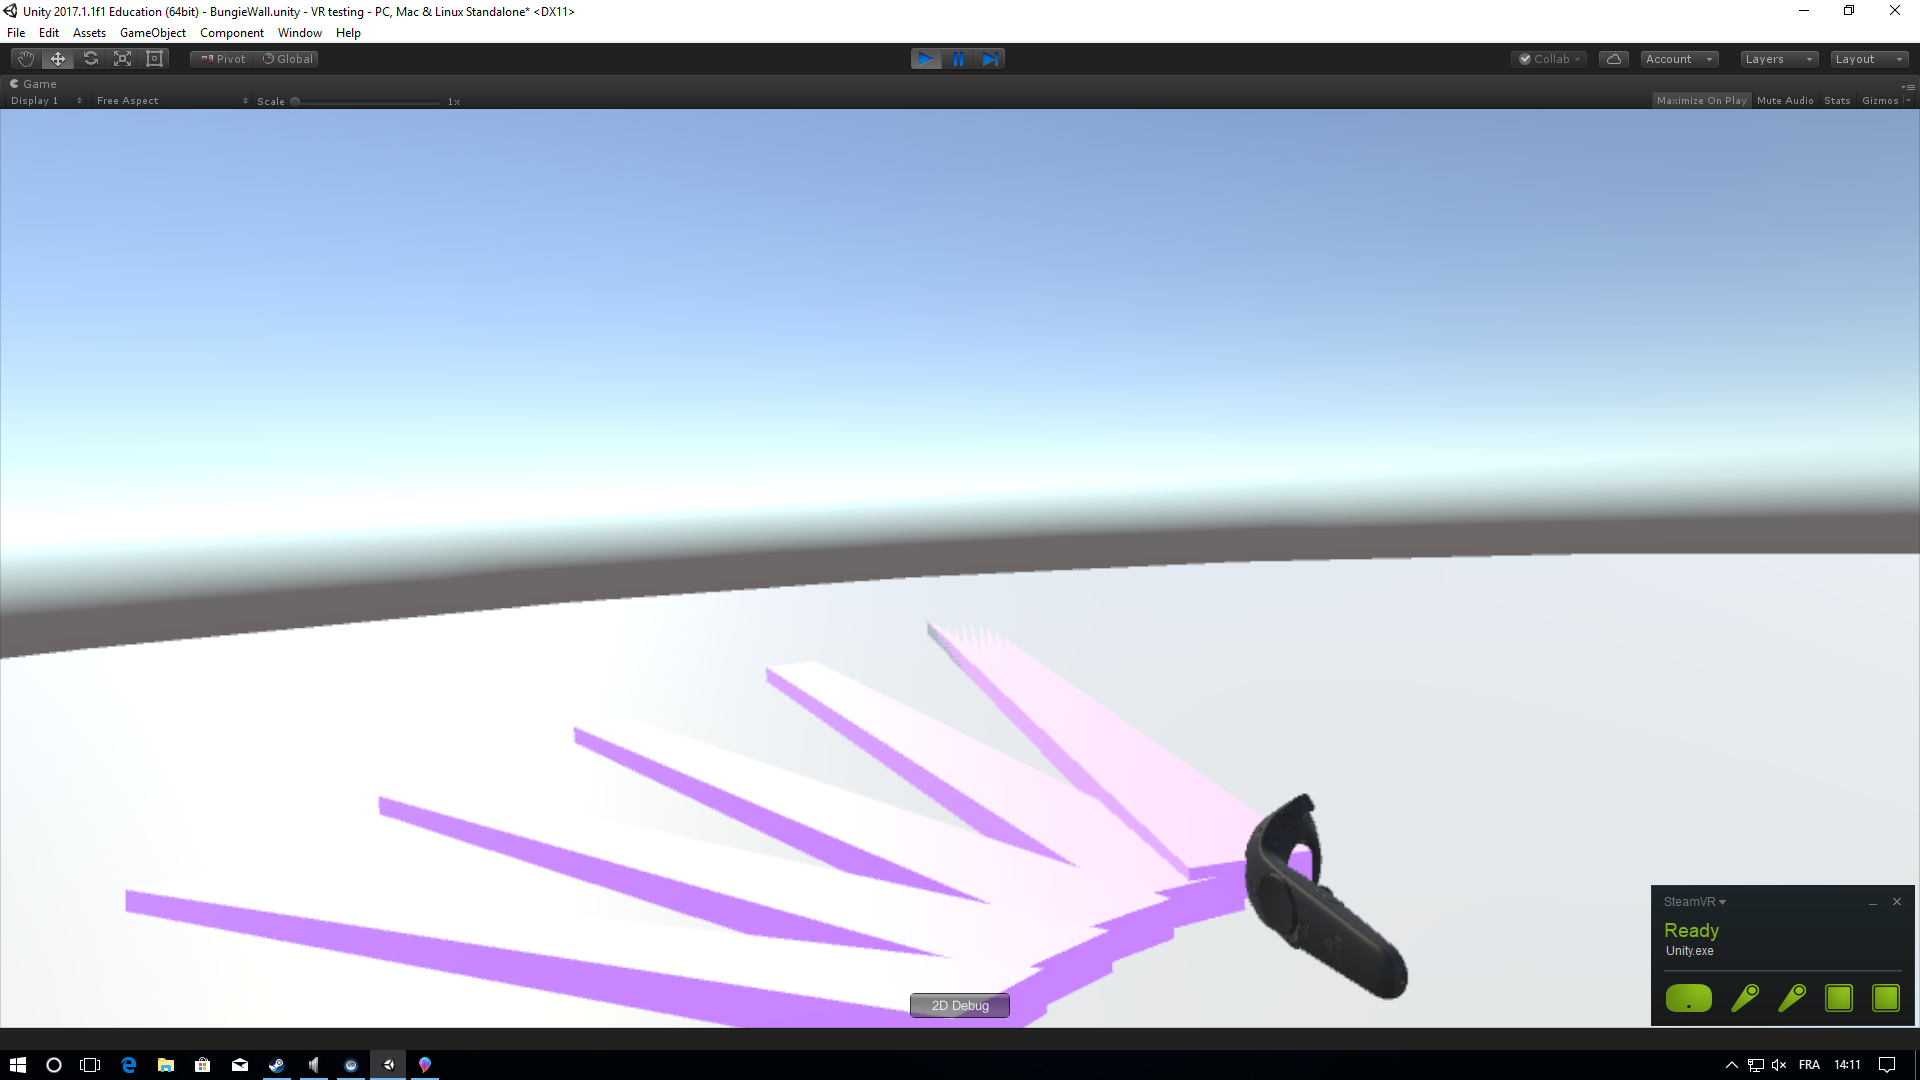 Unity 2017.1.1f1 Education (64bit) - BungieWall.unity - VR testing - PC, Mac & Linux Standalone* <DX11>
File Edit Assets GameObject Component Window Help
Pivot Global Collab Account Layers Layout
Game
Display 1 Free Aspect Scale 1x Maximize On Play Mute Audio Stats Gizmos
SteamVR
Ready
Unity.exe
2D Debug
FRA 14:11